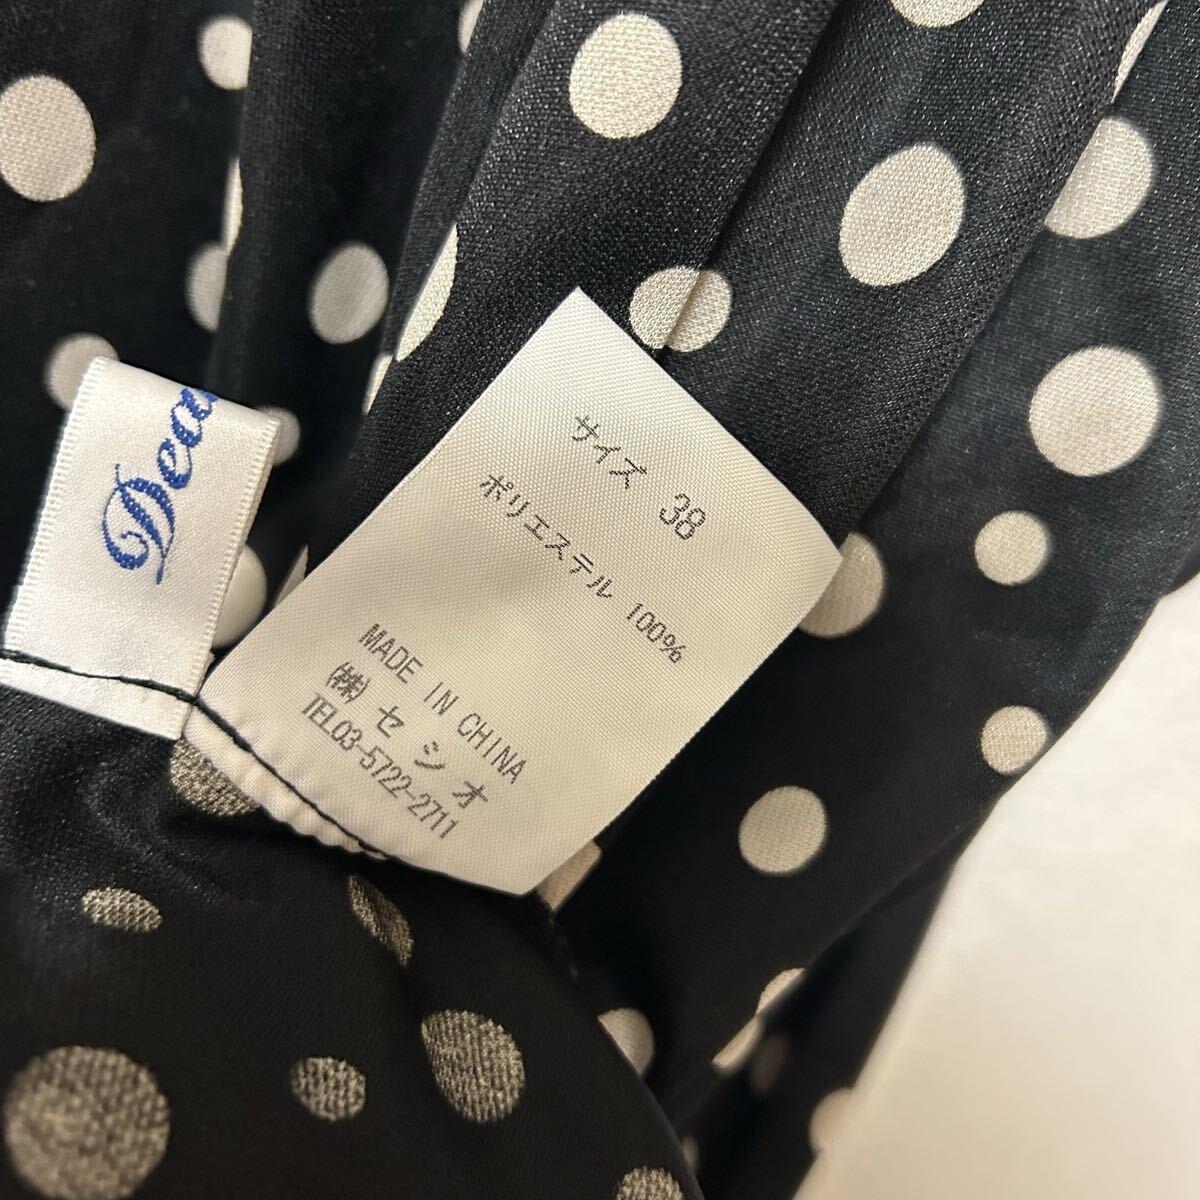 サイズ 38
ポリエステル 100%
MADE IN CHINA
㈱ セシオ
TEL03-5722-2711